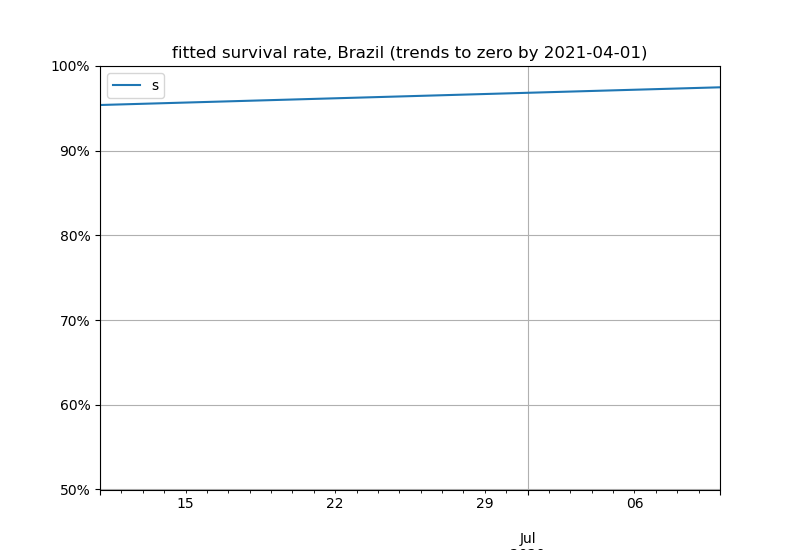 fitted survival rate, Brazil (trends to zero by 2021-04-01)
100%
s
90%
80%
70%
60%
50%
15 22 29 06
Jul